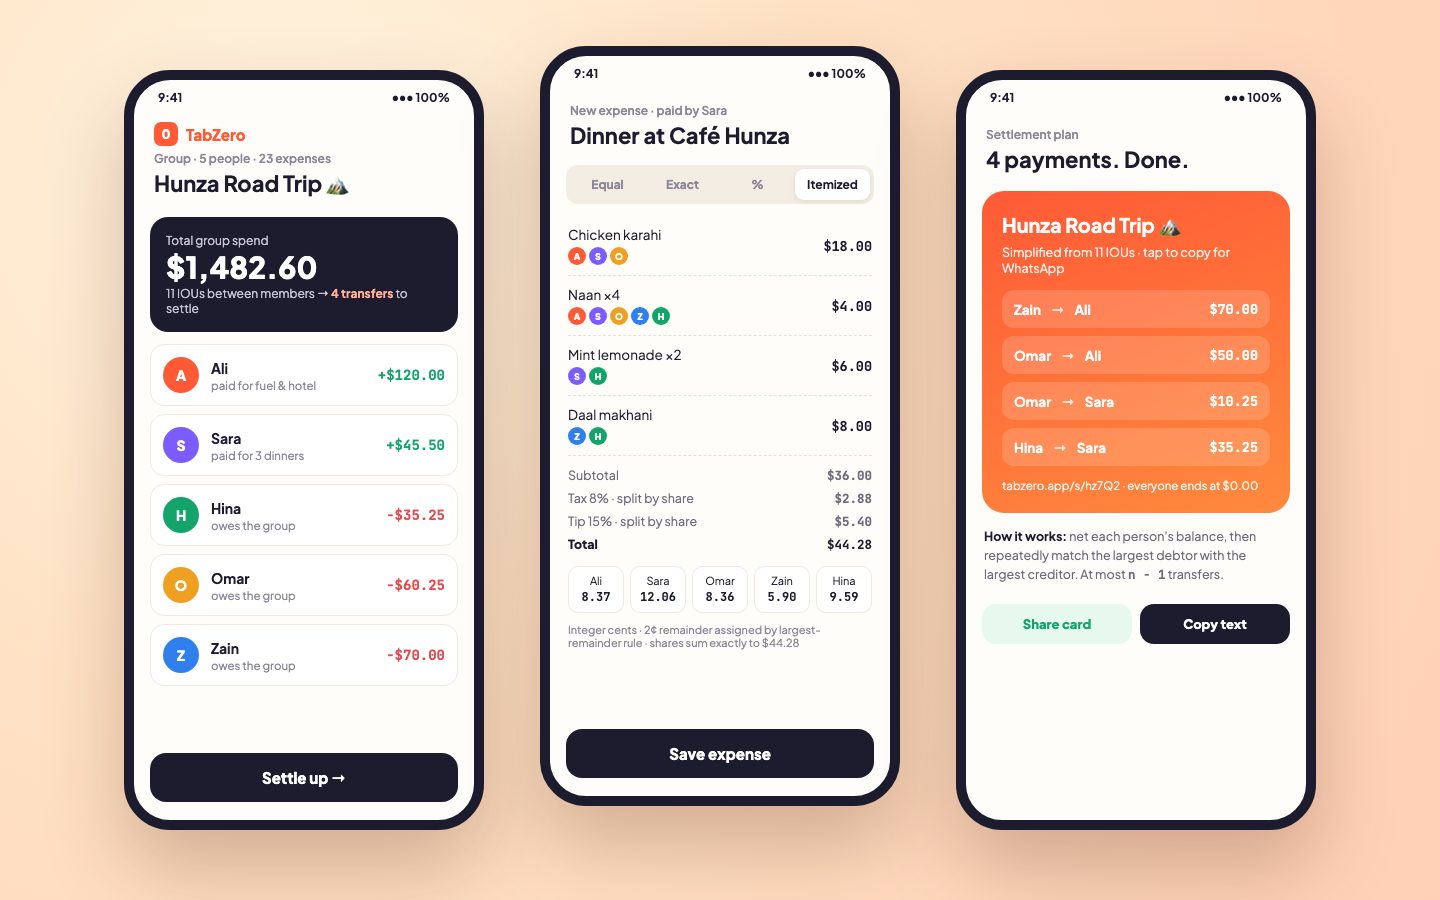 9:41
●●● 100%
0 TabZero
Group · 5 people · 23 expenses
Hunza Road Trip
Total group spend
$1,482.60
11 IOUs between members → 4 transfers to
settle
A
Ali
paid for fuel & hotel
+$120.00
S
Sara
paid for 3 dinners
+$45.50
H
Hina
owes the group
-$35.25
O
Omar
owes the group
-$60.25
Z
Zain
owes the group
-$70.00
Settle up →
9:41
●●● 100%
New expense · paid by Sara
Dinner at Café Hunza
Equal Exact % Itemized
Chicken karahi
A S O
$18.00
Naan ×4
A S O Z H
$4.00
Mint lemonade ×2
S H
$6.00
Daal makhani
Z H
$8.00
Subtotal $36.00
Tax 8% · split by share $2.88
Tip 15% · split by share $5.40
Total $44.28
Ali Sara Omar Zain Hina
8.37 12.06 8.36 5.90 9.59
Integer cents · 2¢ remainder assigned by largest-
remainder rule · shares sum exactly to $44.28
Save expense
9:41
●●● 100%
Settlement plan
4 payments. Done.
Hunza Road Trip
Simplified from 11 IOUs · tap to copy for
WhatsApp
Zain → Ali $70.00
Omar → Ali $50.00
Omar → Sara $10.25
Hina → Sara $35.25
tabzero.app/s/hz7Q2 · everyone ends at $0.00
How it works: net each person's balance, then
repeatedly match the largest debtor with the
largest creditor. At most n - 1 transfers.
Share card
Copy text